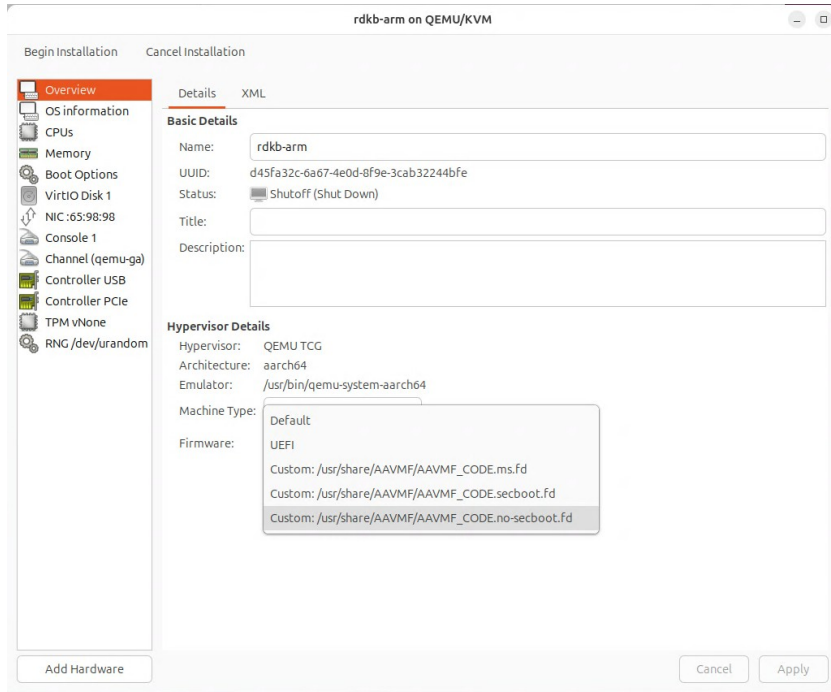 rdkb-arm on QEMU/KVM
Begin Installation Cancel Installation
Overview
OS information
CPUs
Memory
Boot Options
VirtIO Disk 1
NIC :65:98:98
Console 1
Channel (qemu-ga)
Controller USB
Controller PCIe
TPM vNone
RNG /dev/urandom
Add Hardware
Details XML
Basic Details
Name: rdkb-arm
UUID: d45fa32c-6a67-4e0d-8f9e-3cab32244bfe
Status: Shutoff (Shut Down)
Title:
Description:
Hypervisor Details
Hypervisor: QEMU TCG
Architecture: aarch64
Emulator: /usr/bin/qemu-system-aarch64
Machine Type:
Firmware:
Default
UEFI
Custom: /usr/share/AAVMF/AAVMF_CODE.ms.fd
Custom: /usr/share/AAVMF/AAVMF_CODE.secboot.fd
Custom: /usr/share/AAVMF/AAVMF_CODE.no-secboot.fd
Cancel Apply